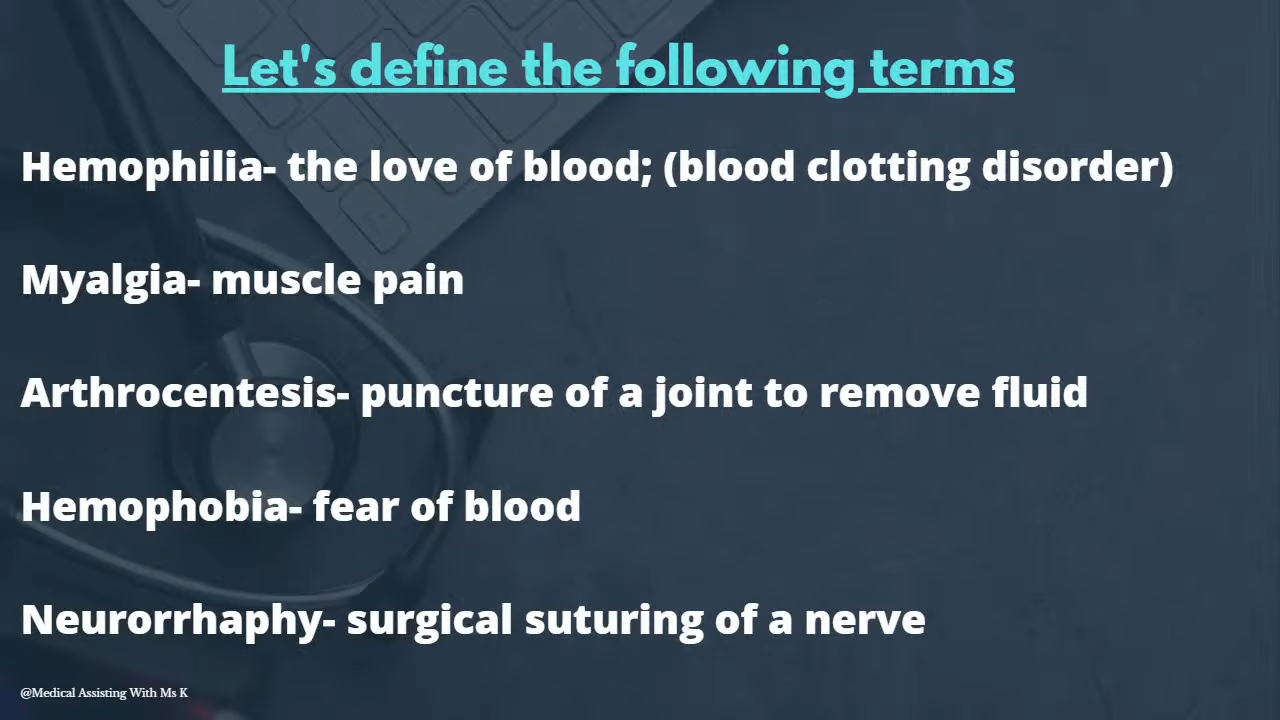 Let's define the following terms
Hemophilia- the love of blood; (blood clotting disorder)
Myalgia- muscle pain
Arthrocentesis- puncture of a joint to remove fluid
Hemophobia- fear of blood
Neurorrhaphy- surgical suturing of a nerve
@Medical Assisting With Ms K